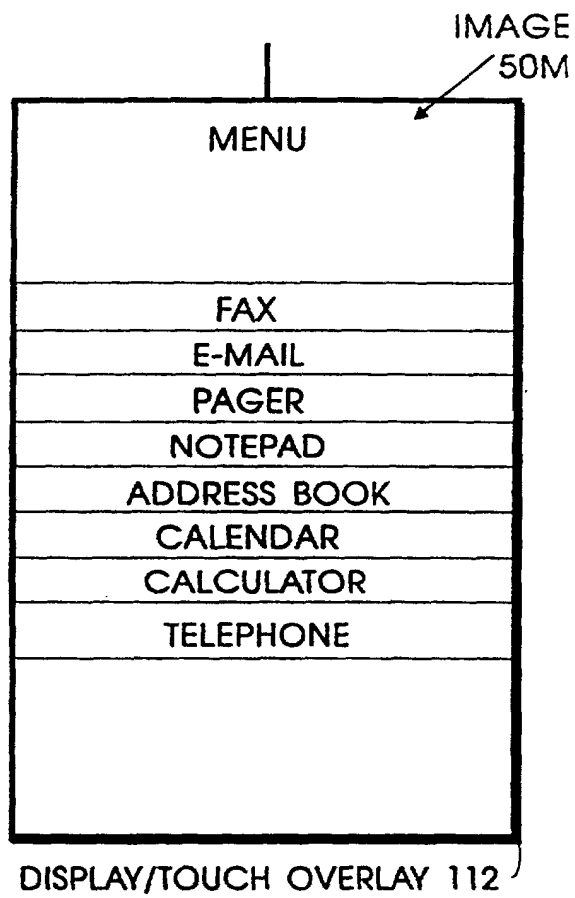 IMAGE
50M
MENU
FAX
E-MAIL
PAGER
NOTEPAD
ADDRESS BOOK
CALENDAR
CALCULATOR
TELEPHONE
DISPLAY/TOUCH OVERLAY 112